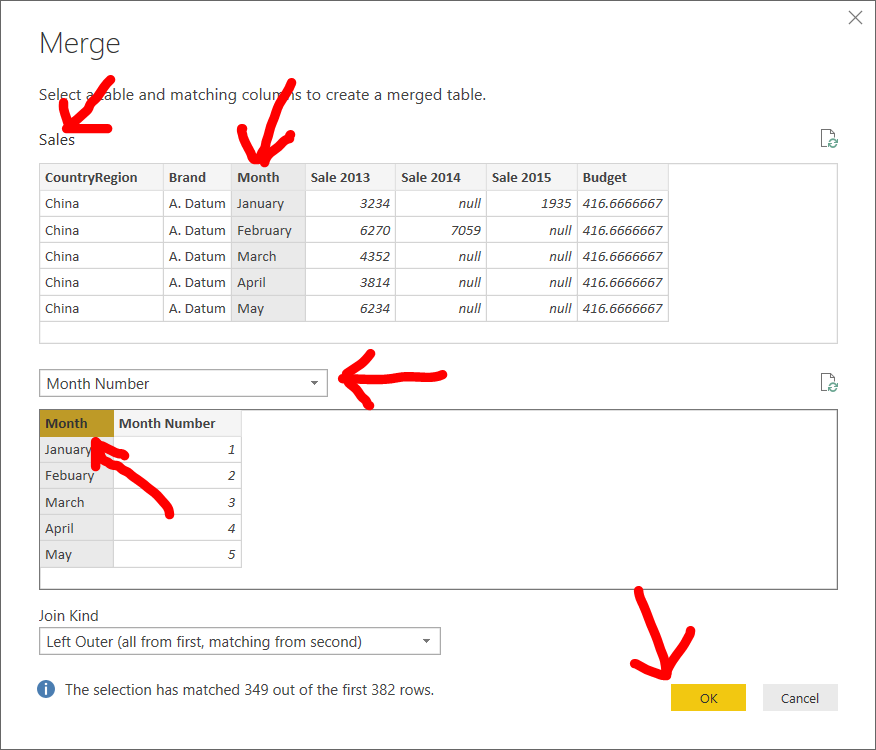 Merge
Select a table and matching columns to create a merged table.
Sales
CountryRegion Brand Month Sale 2013 Sale 2014 Sale 2015 Budget
China A. Datum January 3234 null 1935 416.6666667
China A. Datum February 6270 7059 null 416.6666667
China A. Datum March 4352 null null 416.6666667
China A. Datum April 3814 null null 416.6666667
China A. Datum May 6234 null null 416.6666667
Month Number
Month Month Number
January 1
Febuary 2
March 3
April 4
May 5
Join Kind
Left Outer (all from first, matching from second)
The selection has matched 349 out of the first 382 rows.
OK Cancel